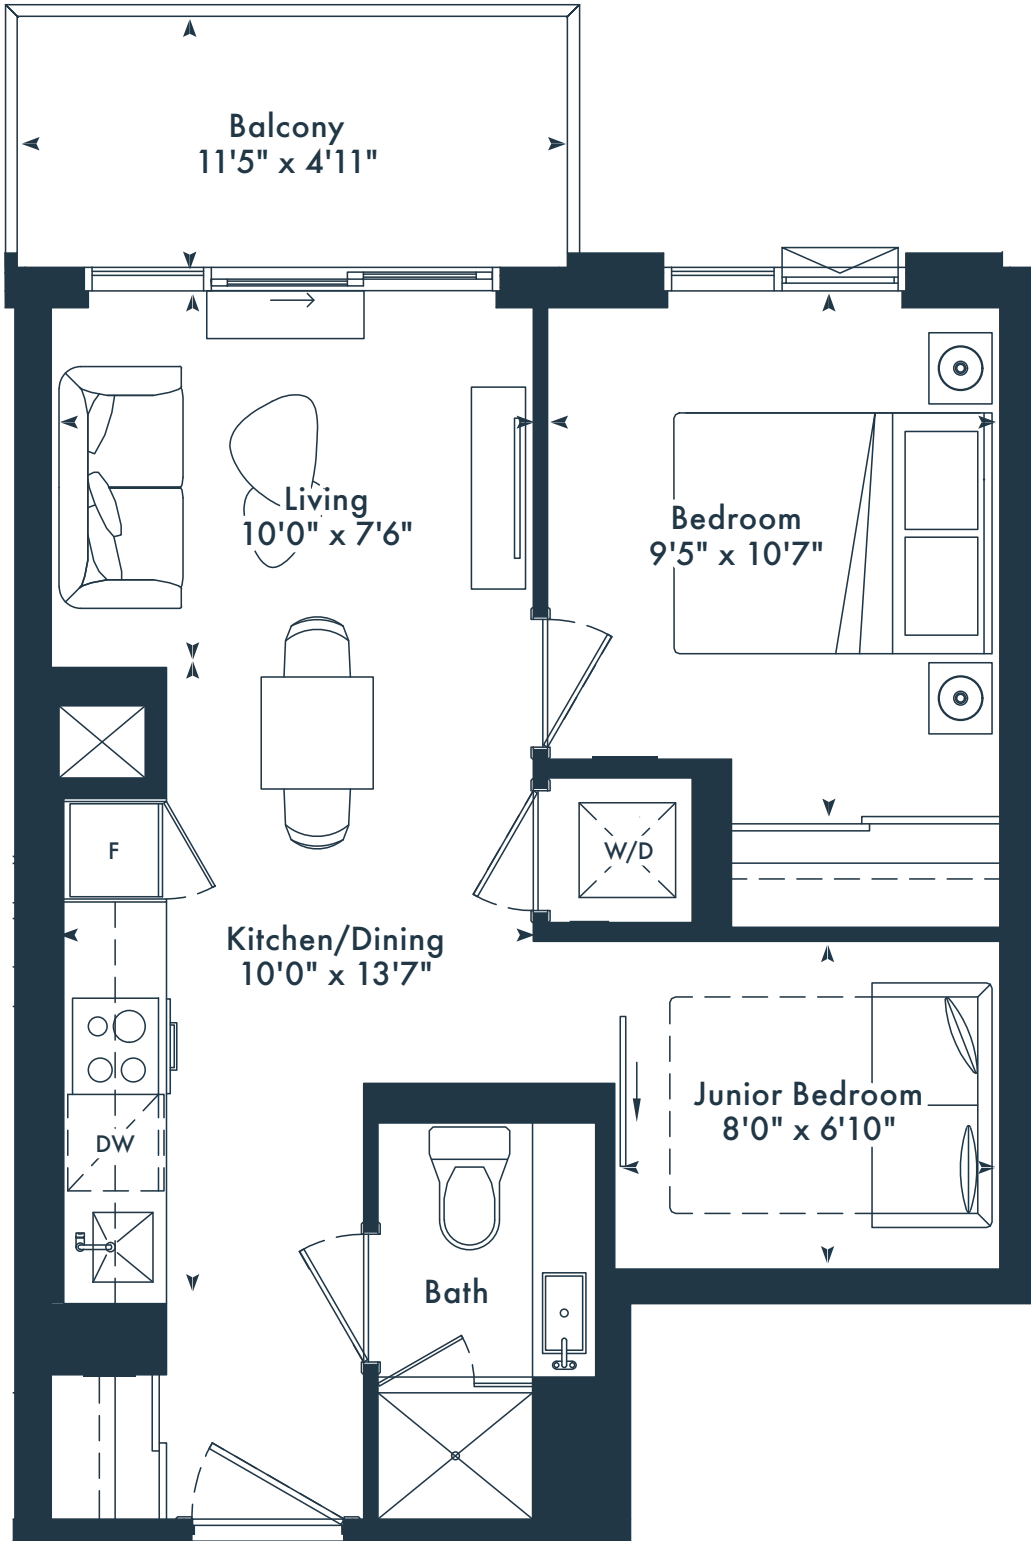 Balcony
11'5" x 4'11"
Living
10'0" x 7'6"
Bedroom
9'5" x 10'7"
F
W/D
Kitchen/Dining
10'0" x 13'7"
Junior Bedroom
8'0" x 6'10"
DW
Bath